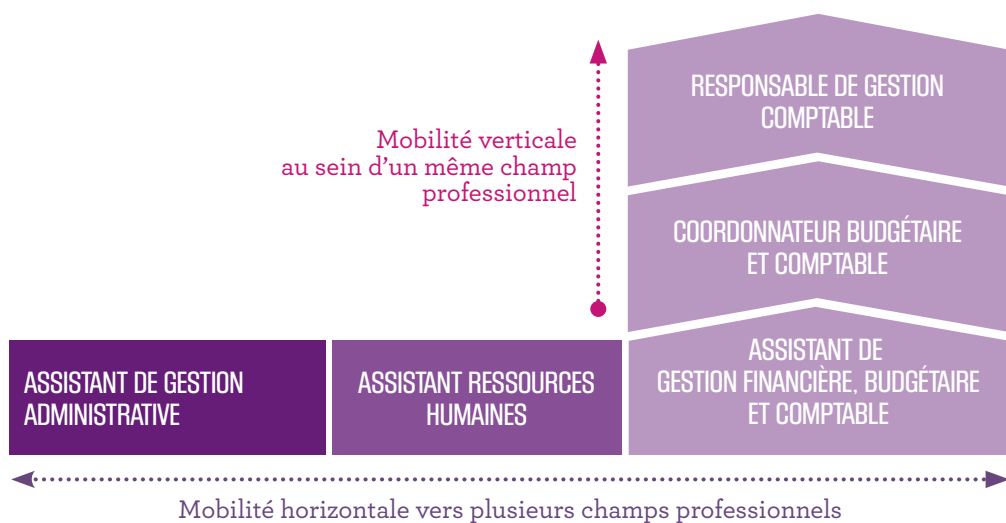 RESPONSABLE DE GESTION
COMPTABLE
Mobilité verticale
au sein d’un même champ
professionnel
COORDONNATEUR BUDGÉTAIRE
ET COMPTABLE
ASSISTANT DE GESTION
ADMINISTRATIVE
ASSISTANT RESSOURCES
HUMAINES
ASSISTANT DE
GESTION FINANCIÈRE, BUDGÉTAIRE
ET COMPTABLE
Mobilité horizontale vers plusieurs champs professionnels